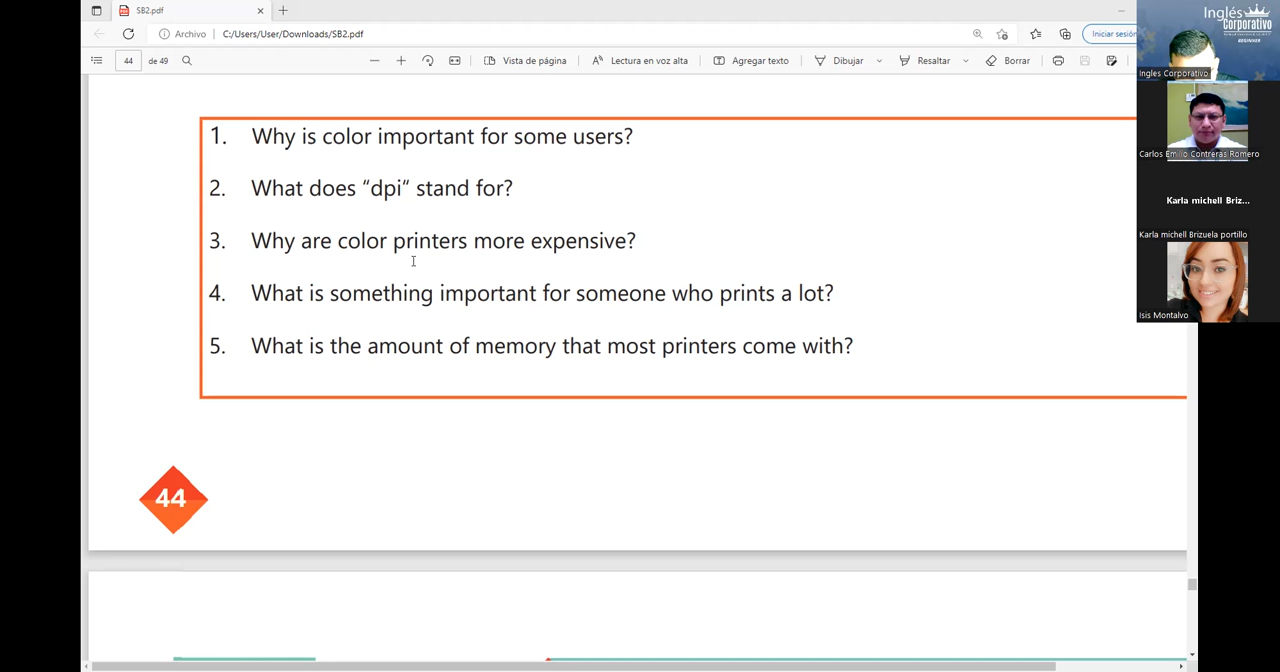 SB2.pdf
Archivo
C:/Users/User/Downloads/SB2.pdf
Iniciar sesión
44 de 49
Vista de página
Lectura en voz alta
Agregar texto
Dibujar
Resaltar
Borrar
1. Why is color important for some users?
2. What does “dpi“ stand for?
3. Why are color printers more expensive?
4. What is something important for someone who prints a lot?
5. What is the amount of memory that most printers come with?
44
Inglés
Corporativo
BEGINNER
Ingles Corporativo
Carlos Emilio Contreras Romero
Karla michell Briz...
Karla michell Brizuela portillo
Isis Montalvo